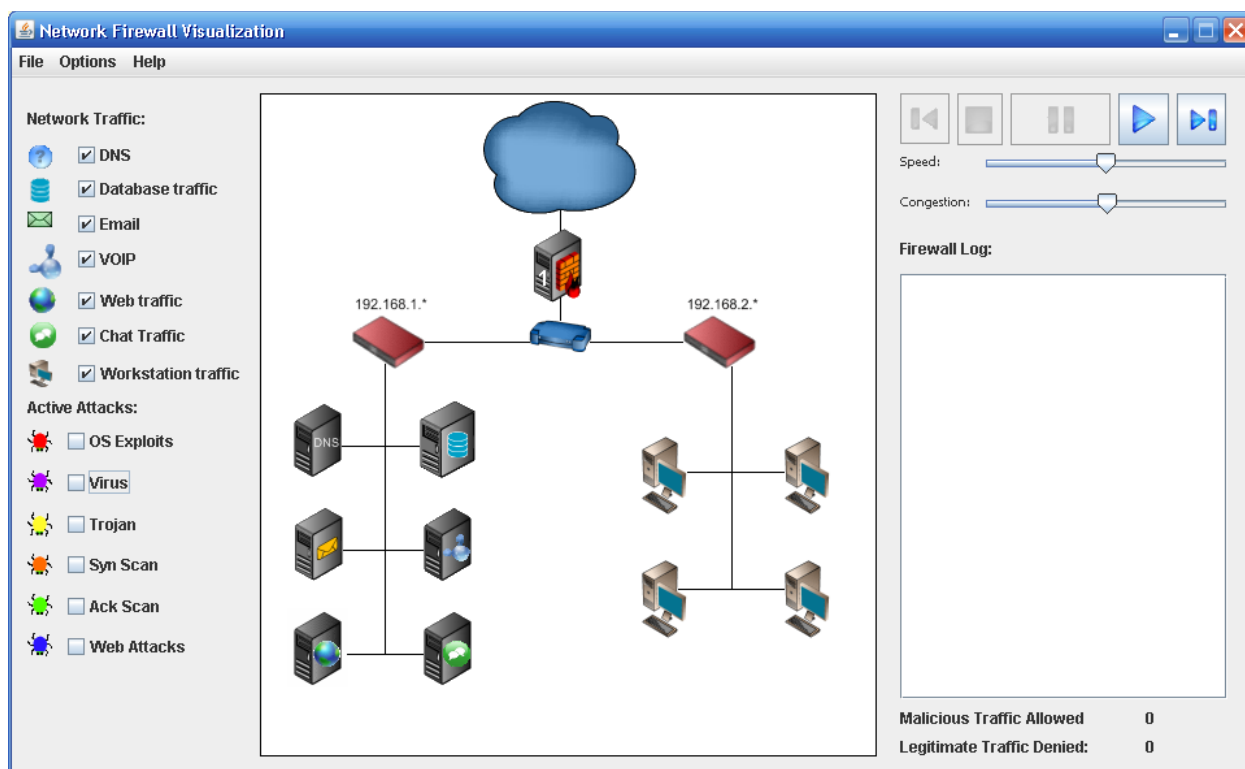 Network Firewall Visualization
File Options Help
Network Traffic:
DNS
Database traffic
Email
VOIP
Web traffic
Chat Traffic
Workstation traffic
Active Attacks:
OS Exploits
Virus
Trojan
Syn Scan
Ack Scan
Web Attacks
1
192.168.1.*
192.168.2.*
DNS
Speed:
Congestion:
Firewall Log:
Malicious Traffic Allowed 0
Legitimate Traffic Denied: 0